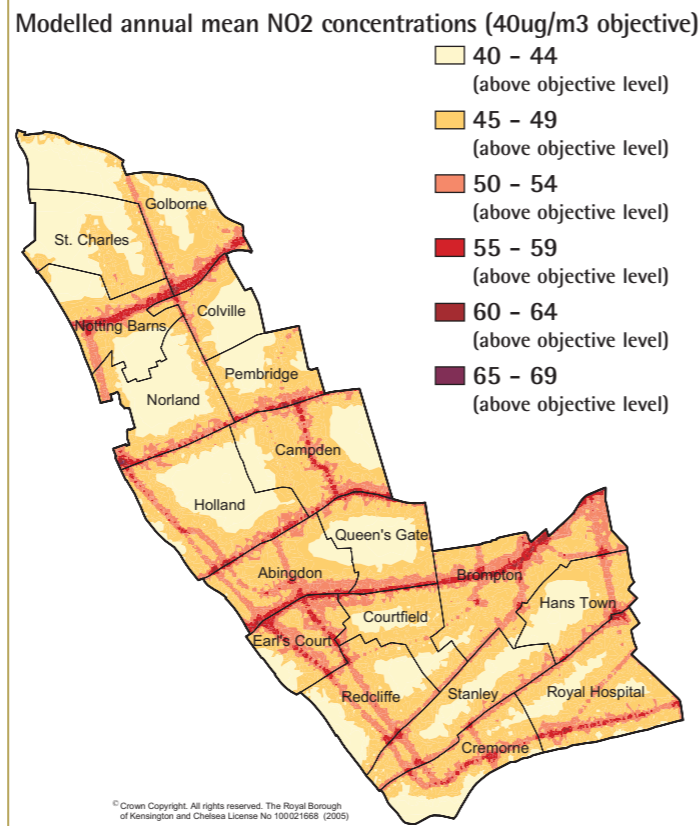 Modelled annual mean NO2 concentrations (40ug/m3 objective)
40 - 44
(above objective level)
45 - 49
(above objective level)
50 - 54
(above objective level)
55 - 59
(above objective level)
60 - 64
(above objective level)
65 - 69
(above objective level)
Golborne
St. Charles
Colville
Notting Barns
Pembridge
Norland
Campden
Holland
Queen's Gate
Abingdon
Brompton
Hans Town
Courtfield
Earl's Court
Redcliffe
Stanley
Royal Hospital
Cremorne
© Crown Copyright. All rights reserved. The Royal Borough
of Kensington and Chelsea License No 100021668 (2005)